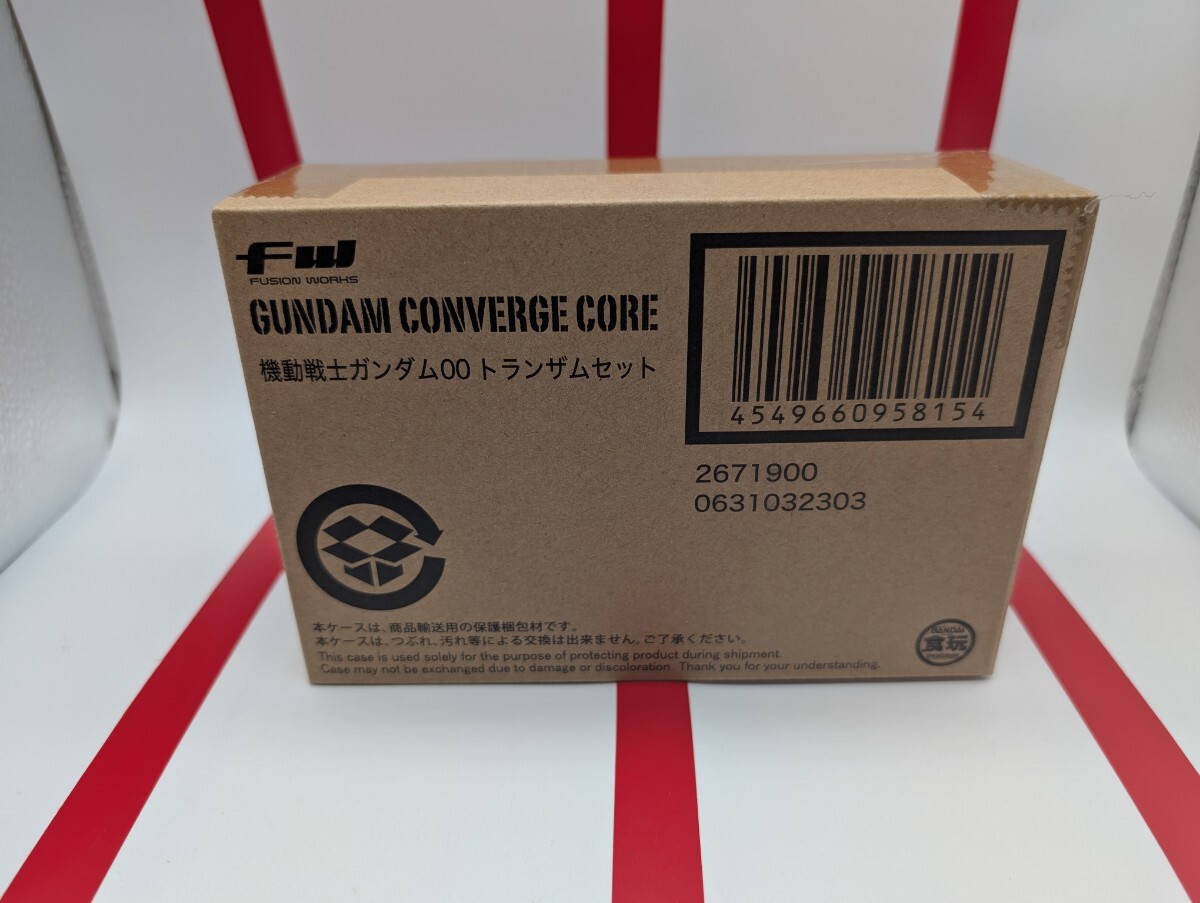 FW
FUSION WORKS
GUNDAM CONVERGE CORE
機動戦士ガンダム00 トランザムセット
4549660958154
2671900
0631032303
本ケースは、商品輸送用の保護梱包材です。
本ケースは、つぶれ、汚れ等による交換は出来ません。ご了承ください。
This case is used solely for the purpose of protecting product during shipment.
Case may not be exchanged due to damage or discoloration. Thank you for your understanding.
BANDAI
食玩